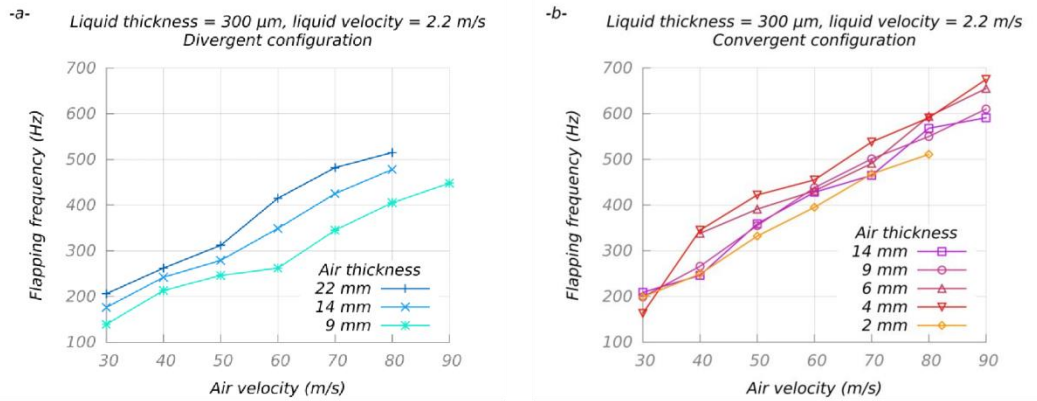 -a-
Liquid thickness = 300 µm, liquid velocity = 2.2 m/s
Divergent configuration
700
600
500
400
300
200
100
Flapping frequency (Hz)
Air thickness
22 mm
14 mm
9 mm
30 40 50 60 70 80 90
Air velocity (m/s)
-b-
Liquid thickness = 300 µm, liquid velocity = 2.2 m/s
Convergent configuration
700
600
500
400
300
200
100
Flapping frequency (Hz)
Air thickness
14 mm
9 mm
6 mm
4 mm
2 mm
30 40 50 60 70 80 90
Air velocity (m/s)